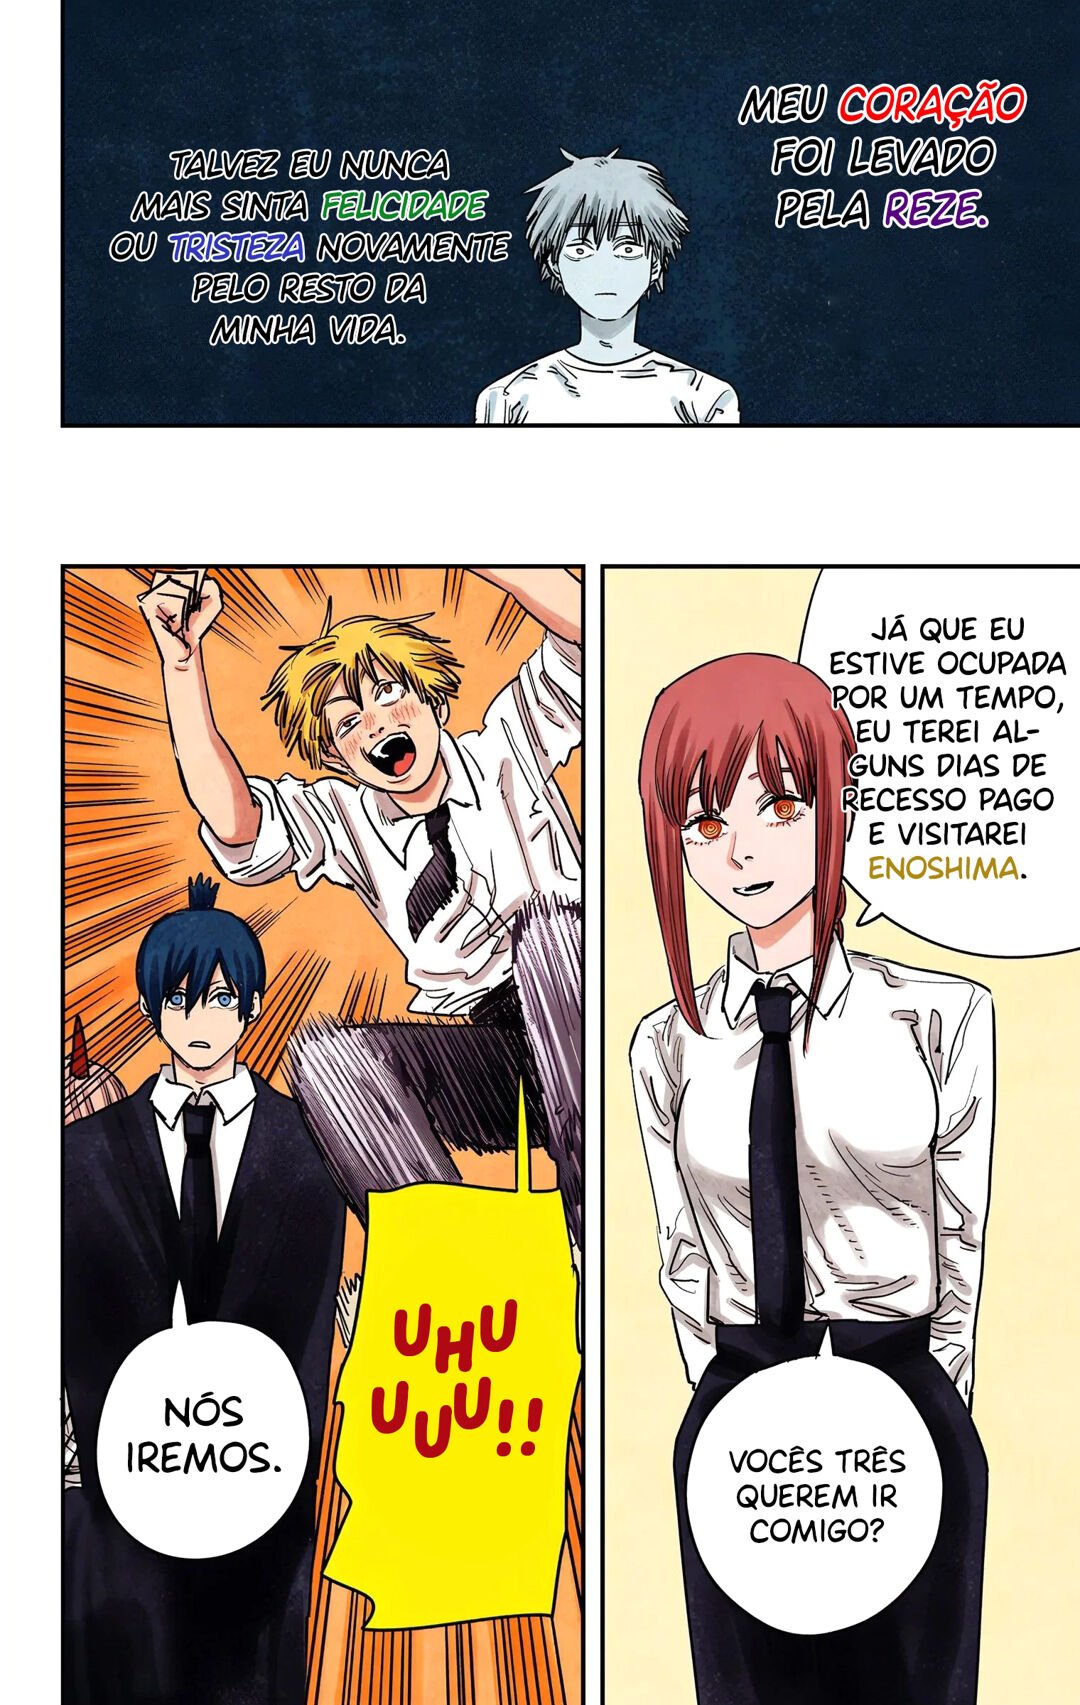 MEU CORAÇÃO
FOI LEVADO
PELA REZE.
TALVEZ EU NUNCA
MAIS SINTA FELICIDADE
OU TRISTEZA NOVAMENTE
PELO RESTO DA
MINHA VIDA.
JÁ QUE EU
ESTIVE OCUPADA
POR UM TEMPO,
EU TEREI AL-
GUNS DIAS DE
RECESSO PAGO
E VISITAREI
ENOSHIMA.
VOCÊS TRÊS
QUEREM IR
COMIGO?
UHU
UUU!!
NÓS
IREMOS.